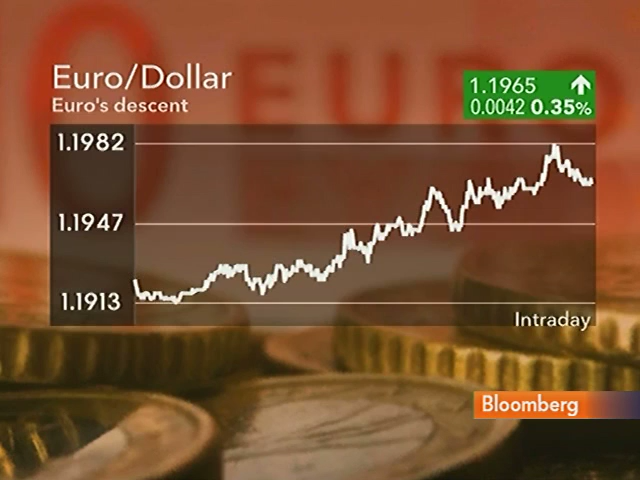 EURO
Euro/Dollar
Euro's descent
1.1965
0.0042 0.35%
1.1982
1.1947
1.1913
Intraday
Bloomberg